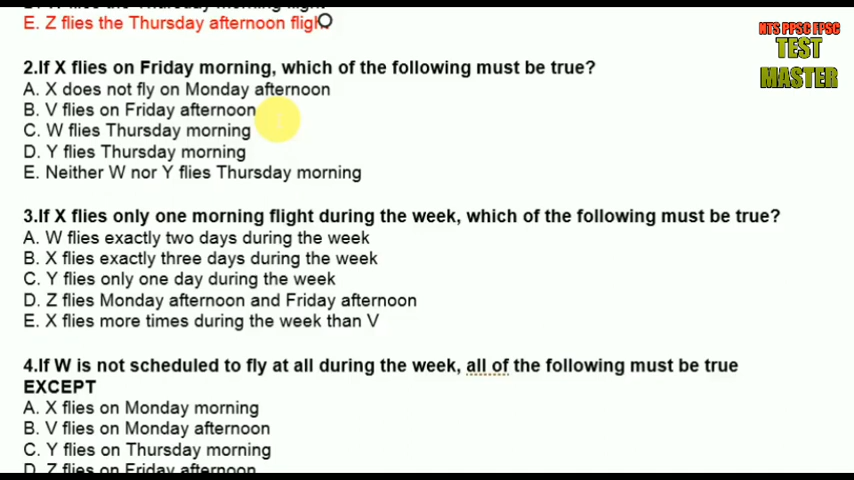 E. Z flies the Thursday afternoon flight
NTS PPSC FPSC
TEST
MASTER
2.If X flies on Friday morning, which of the following must be true?
A. X does not fly on Monday afternoon
B. V flies on Friday afternoon
C. W flies Thursday morning
D. Y flies Thursday morning
E. Neither W nor Y flies Thursday morning
3.If X flies only one morning flight during the week, which of the following must be true?
A. W flies exactly two days during the week
B. X flies exactly three days during the week
C. Y flies only one day during the week
D. Z flies Monday afternoon and Friday afternoon
E. X flies more times during the week than V
4.If W is not scheduled to fly at all during the week, all of the following must be true
EXCEPT
A. X flies on Monday morning
B. V flies on Monday afternoon
C. Y flies on Thursday morning
D. Z flies on Friday afternoon